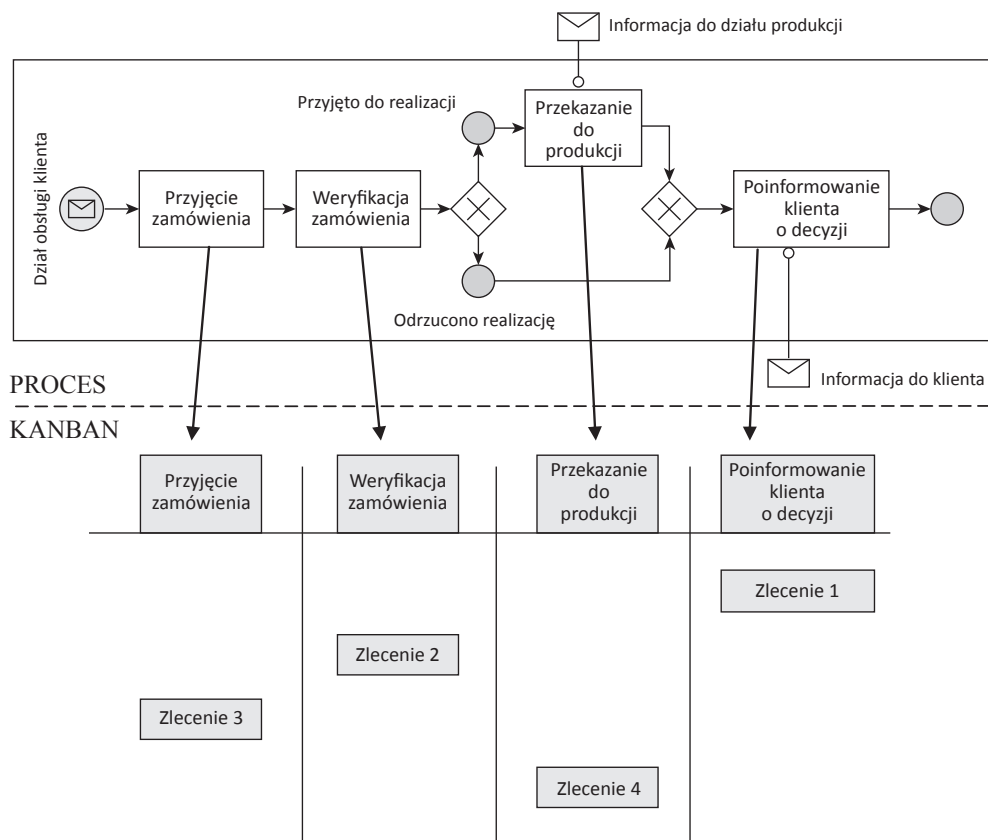 Informacja do działu produkcji
Dział obsługi klienta
Przyjęto do realizacji
Przekazanie
do
produkcji
Przyjęcie
zamówienia
Weryfikacja
zamówienia
Poinformowanie
klienta
o decyzji
Odrzucono realizację
Informacja do klienta
PROCES
KANBAN
Przyjęcie
zamówienia
Weryfikacja
zamówienia
Przekazanie
do
produkcji
Poinformowanie
klienta
o decyzji
Zlecenie 1
Zlecenie 2
Zlecenie 3
Zlecenie 4